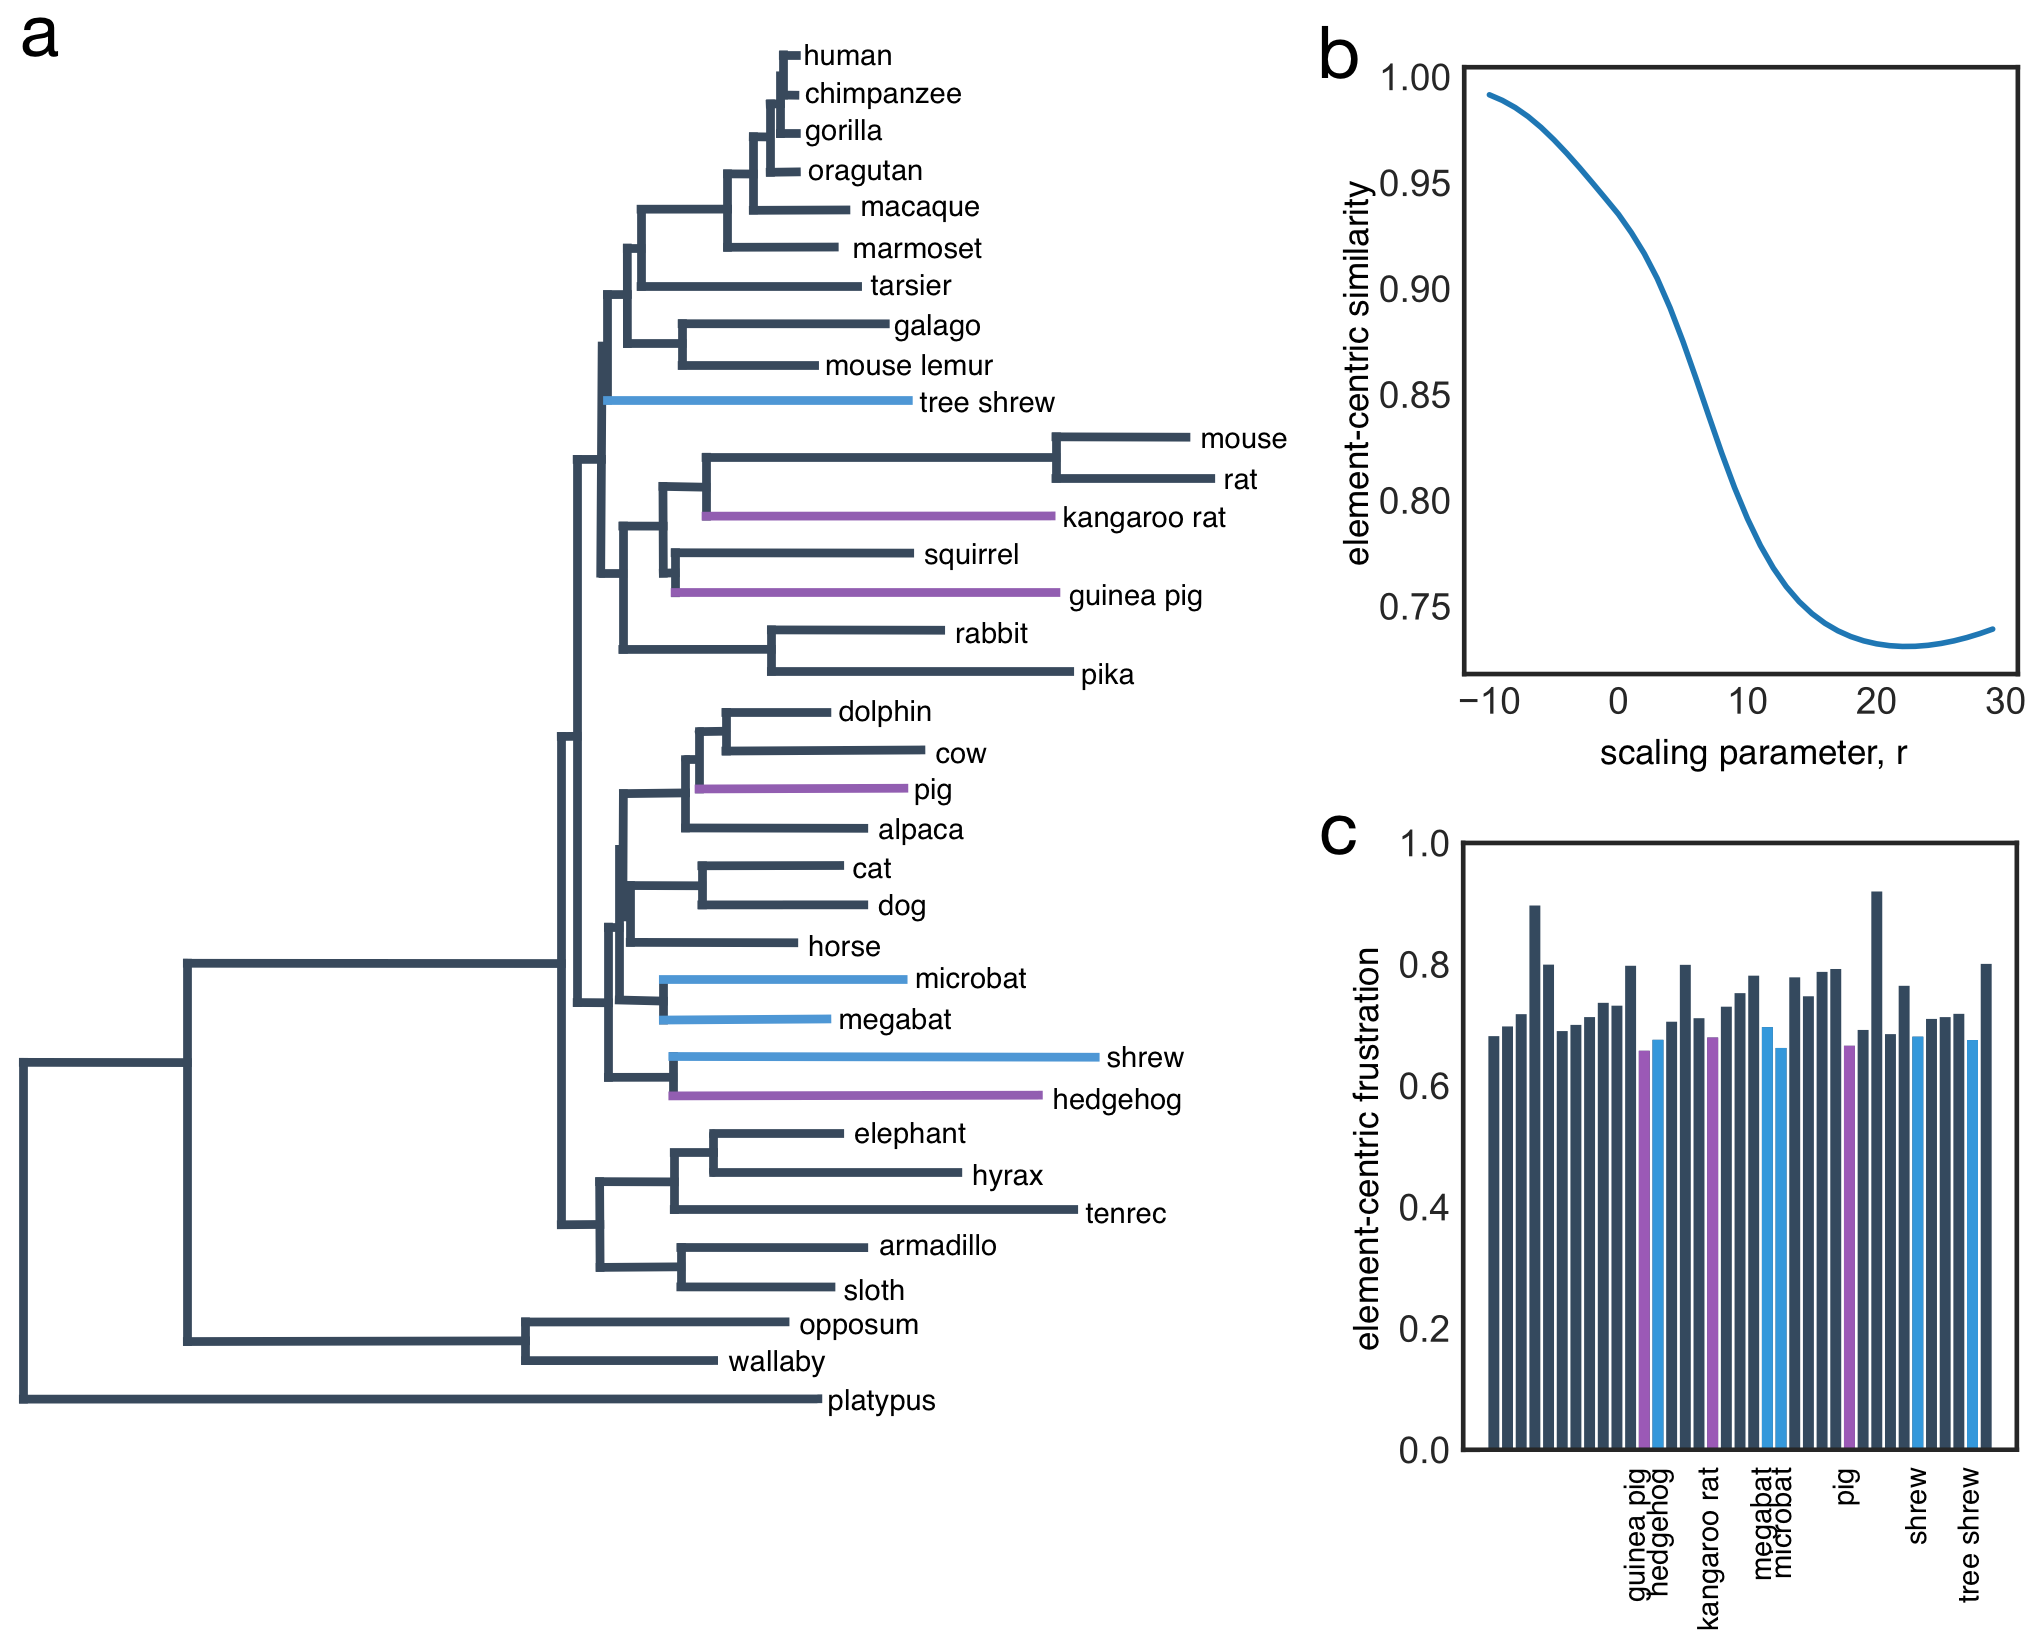 a
human
chimpanzee
gorilla
oragutan
macaque
marmoset
tarsier
galago
mouse lemur
tree shrew
mouse
rat
kangaroo rat
squirrel
guinea pig
rabbit
pika
dolphin
cow
pig
alpaca
cat
dog
horse
microbat
megabat
shrew
hedgehog
elephant
hyrax
tenrec
armadillo
sloth
opposum
wallaby
platypus
b
element-centric similarity
1.00
0.95
0.90
0.85
0.80
0.75
−10 0 10 20 30
scaling parameter, r
c
element-centric frustration
1.0
0.8
0.6
0.4
0.2
0.0
guinea pig
hedgehog
kangaroo rat
megabat
microbat
pig
shrew
tree shrew